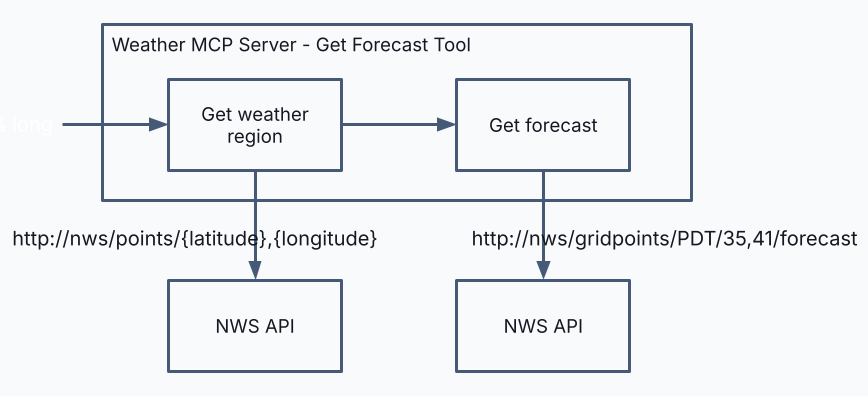 Weather MCP Server - Get Forecast Tool
& long
Get weather
region
Get forecast
http://nws/points/{latitude},{longitude}
http://nws/gridpoints/PDT/35,41/forecast
NWS API
NWS API